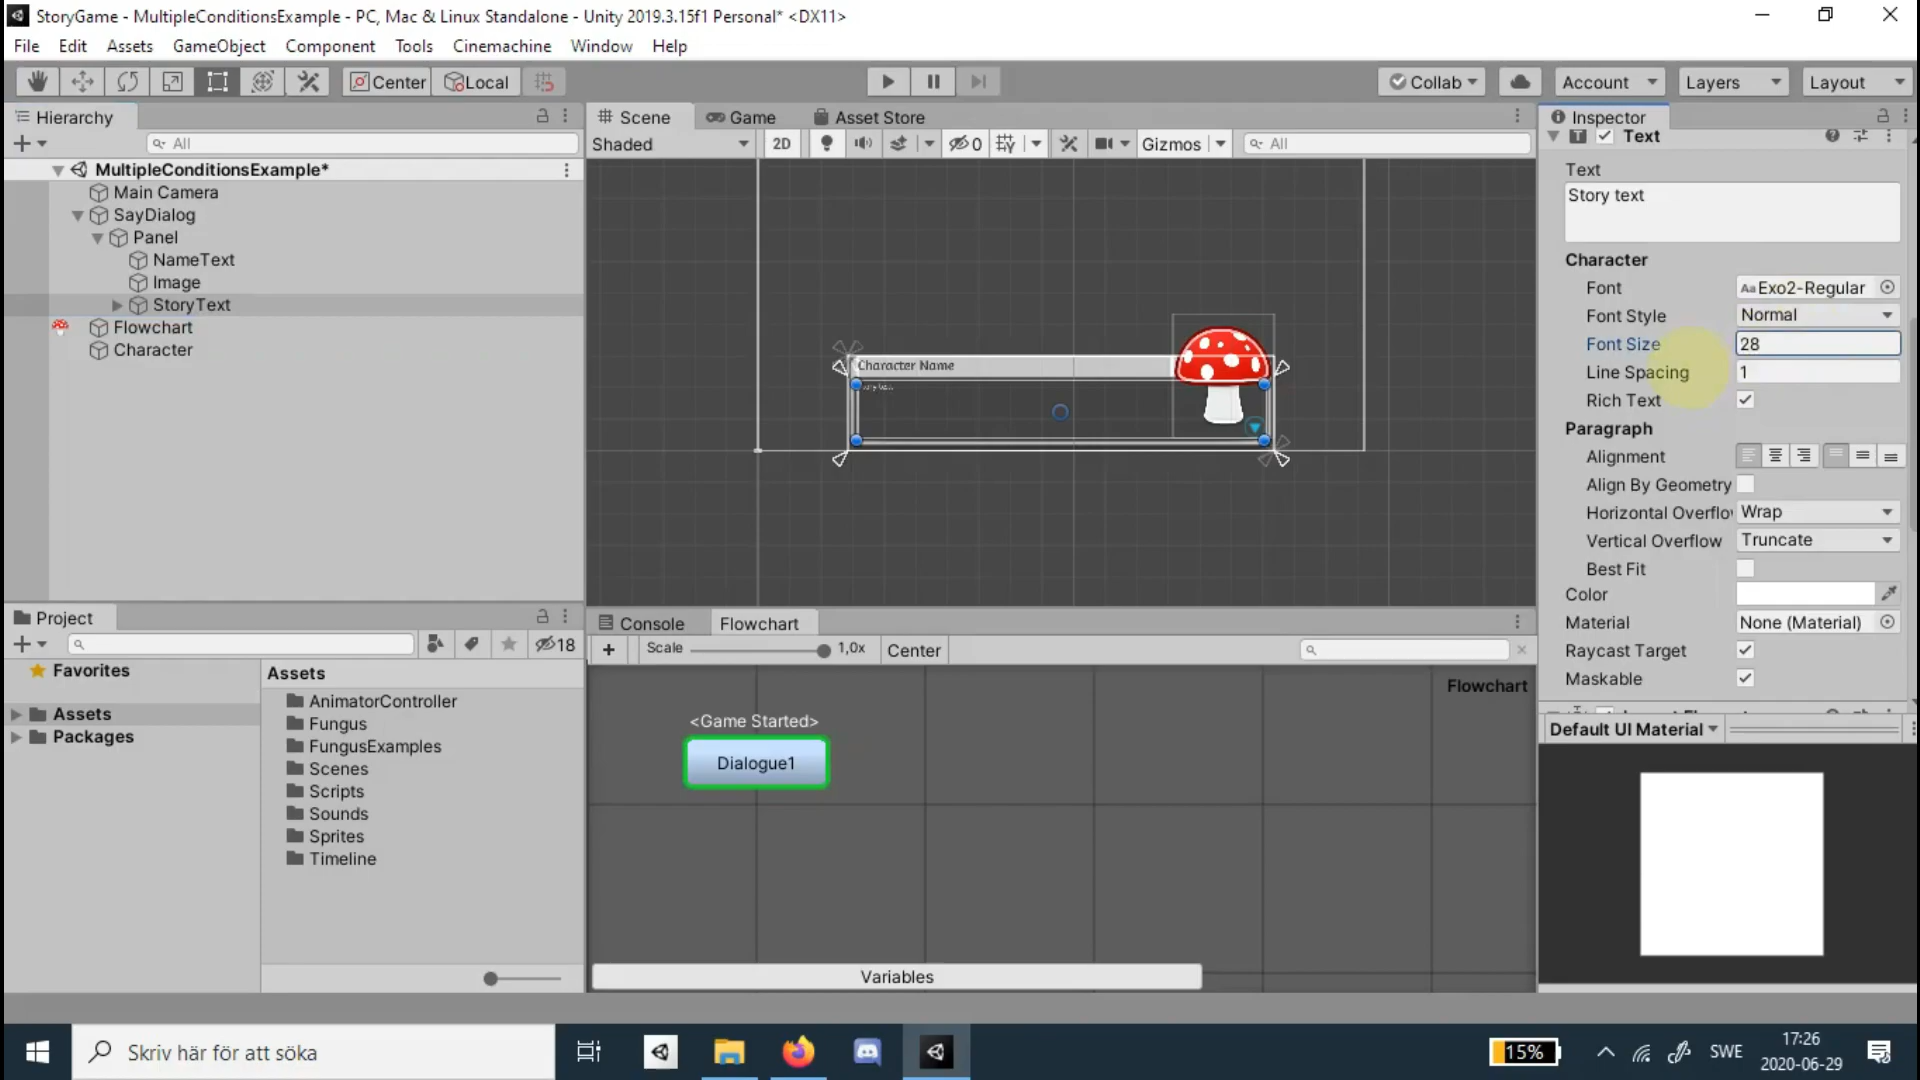 StoryGame - MultipleConditionsExample - PC, Mac & Linux Standalone - Unity 2019.3.15f1 Personal* <DX11>
File Edit Assets GameObject Component Tools Cinemachine Window Help
Center Local Collab Account Layers Layout
Hierarchy
All
MultipleConditionsExample*
Main Camera
SayDialog
Panel
NameText
Image
StoryText
Flowchart
Character
Scene Game Asset Store
Shaded 2D 0 Gizmos All
Character Name
Inspector
Text
Text
Story text
Character
Font Exo2-Regular
Font Style Normal
Font Size 28
Line Spacing 1
Rich Text
Paragraph
Alignment
Align By Geometry
Horizontal Overflo Wrap
Vertical Overflow Truncate
Best Fit
Color
Material None (Material)
Raycast Target
Maskable
Default UI Material
Project
18
Favorites
Assets
Packages
Assets
AnimatorController
Fungus
FungusExamples
Scenes
Scripts
Sounds
Sprites
Timeline
Console Flowchart
Scale 1,0x Center
Flowchart
<Game Started>
Dialogue1
Variables
Skriv här för att söka
15%
SWE
17:26
2020-06-29